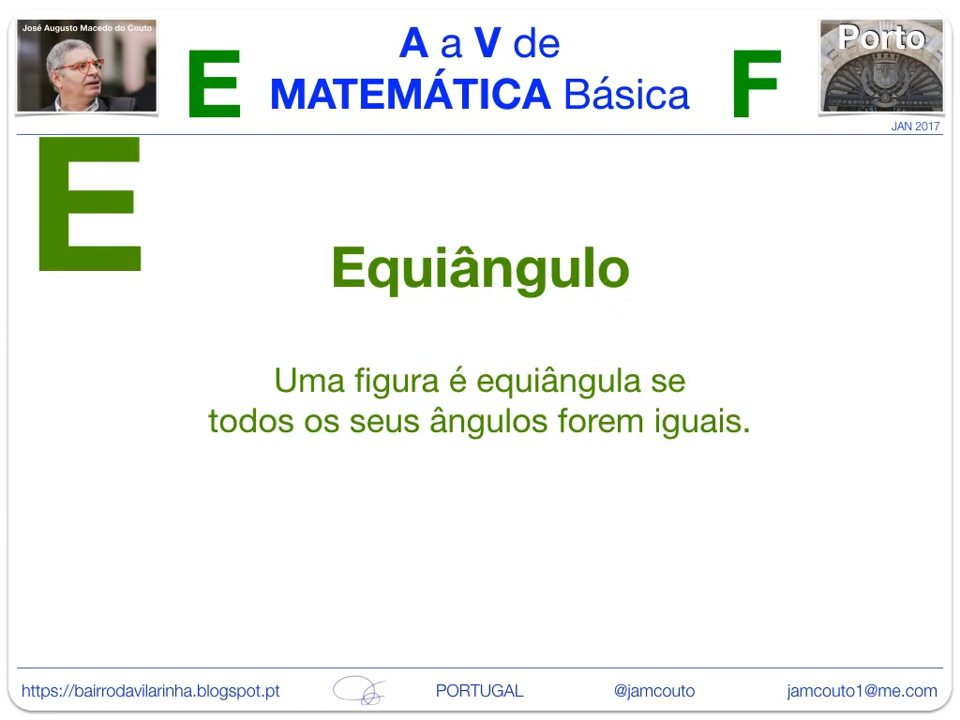 José Augusto Macedo do Couto
E
A a V de
MATEMÁTICA Básica
F
Porto
JAN 2017
E
Equiângulo
Uma figura é equiângula se
todos os seus ângulos forem iguais.
https://bairrodavilarinha.blogspot.pt
PORTUGAL
@jamcouto
jamcouto1@me.com